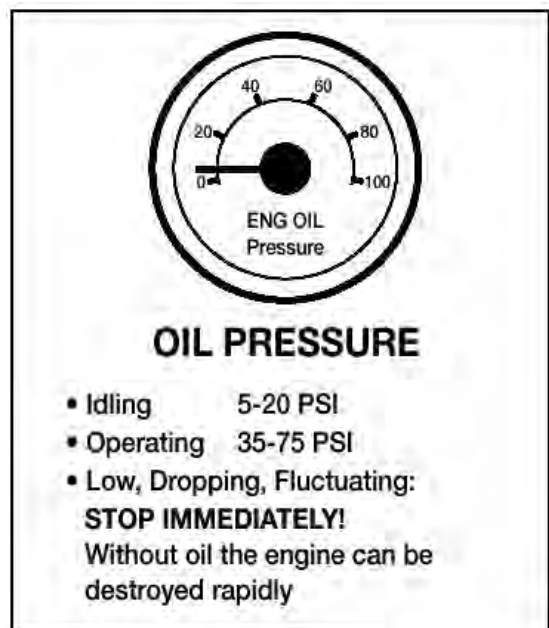 40 60
20 80
0 100
ENG OIL
Pressure
OIL PRESSURE
• Idling 5-20 PSI
• Operating 35-75 PSI
• Low, Dropping, Fluctuating:
STOP IMMEDIATELY!
Without oil the engine can be
destroyed rapidly